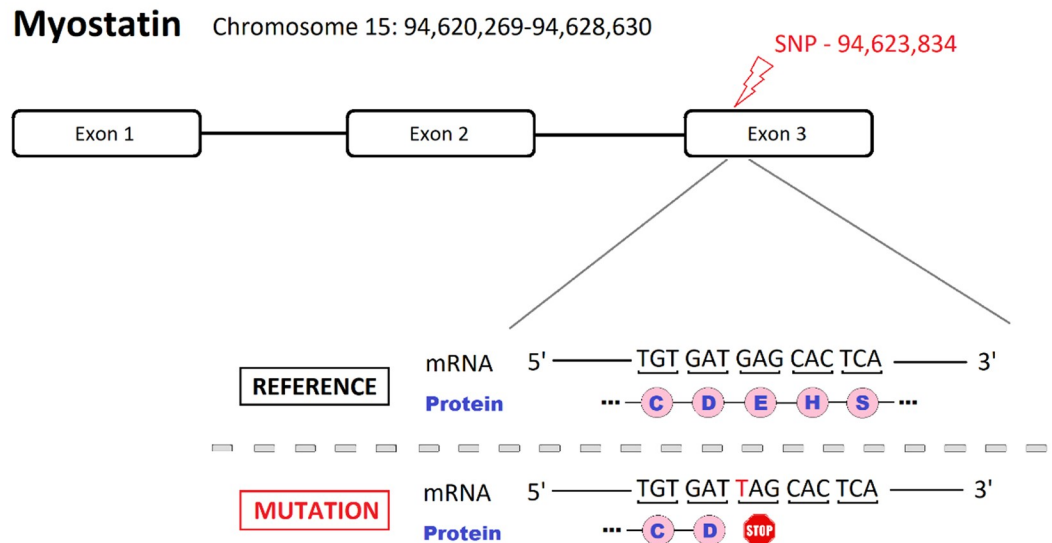 Myostatin Chromosome 15: 94,620,269-94,628,630
SNP - 94,623,834
Exon 1 Exon 2 Exon 3
mRNA 5' TGT GAT GAG CAC TCA 3'
REFERENCE
Protein ... C D E H S ...
mRNA 5' TGT GAT TAG CAC TCA 3'
MUTATION
Protein ... C D STOP